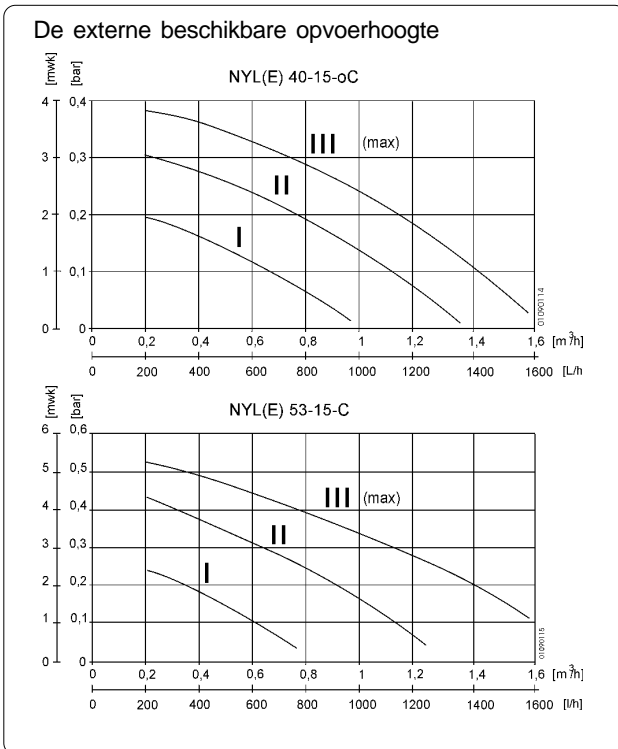 De externe beschikbare opvoerhoogte
NYL(E) 40-15-oC
[mwk] [bar]
4 0,4
III (max)
3 0,3
II
2 0,2
I
1 0,1
0 0
0 0,2 0,4 0,6 0,8 1,0 1,2 1,4 1,6 [m³/h]
0 200 400 600 800 1000 1200 1400 1600 [L/h
01090114
NYL(E) 53-15-C
[mwk] [bar]
6 0,6
5 0,5
III (max)
4 0,4
II
3 0,3
I
2 0,2
1 0,1
0 0
0 0,2 0,4 0,6 0,8 1,0 1,2 1,4 1,6 [m³/h]
0 200 400 600 800 1000 1200 1400 1600 [l/h]
01090115